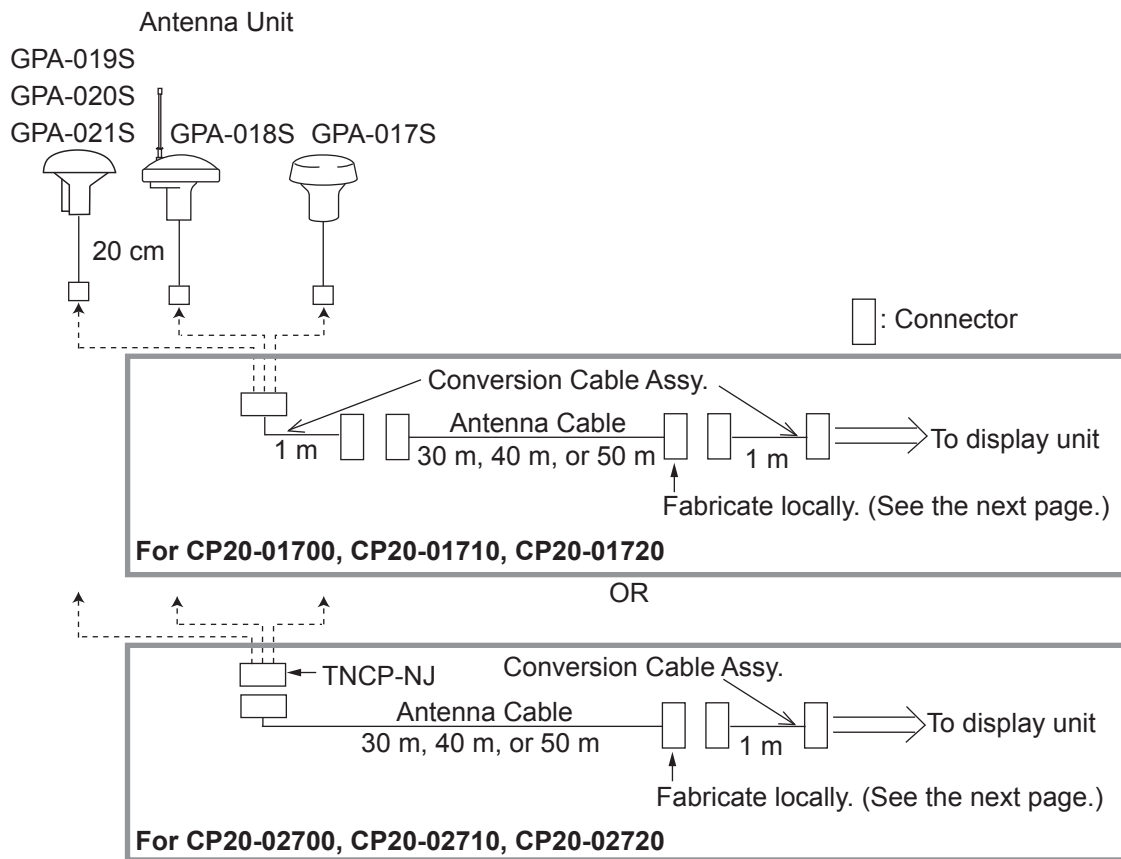 Antenna Unit
GPA-019S
GPA-020S
GPA-021S
GPA-018S
GPA-017S
20 cm
: Connector
Conversion Cable Assy.
Antenna Cable
1 m
30 m, 40 m, or 50 m
1 m
To display unit
Fabricate locally. (See the next page.)
For CP20-01700, CP20-01710, CP20-01720
OR
TNCP-NJ
Conversion Cable Assy.
Antenna Cable
30 m, 40 m, or 50 m
1 m
To display unit
Fabricate locally. (See the next page.)
For CP20-02700, CP20-02710, CP20-02720